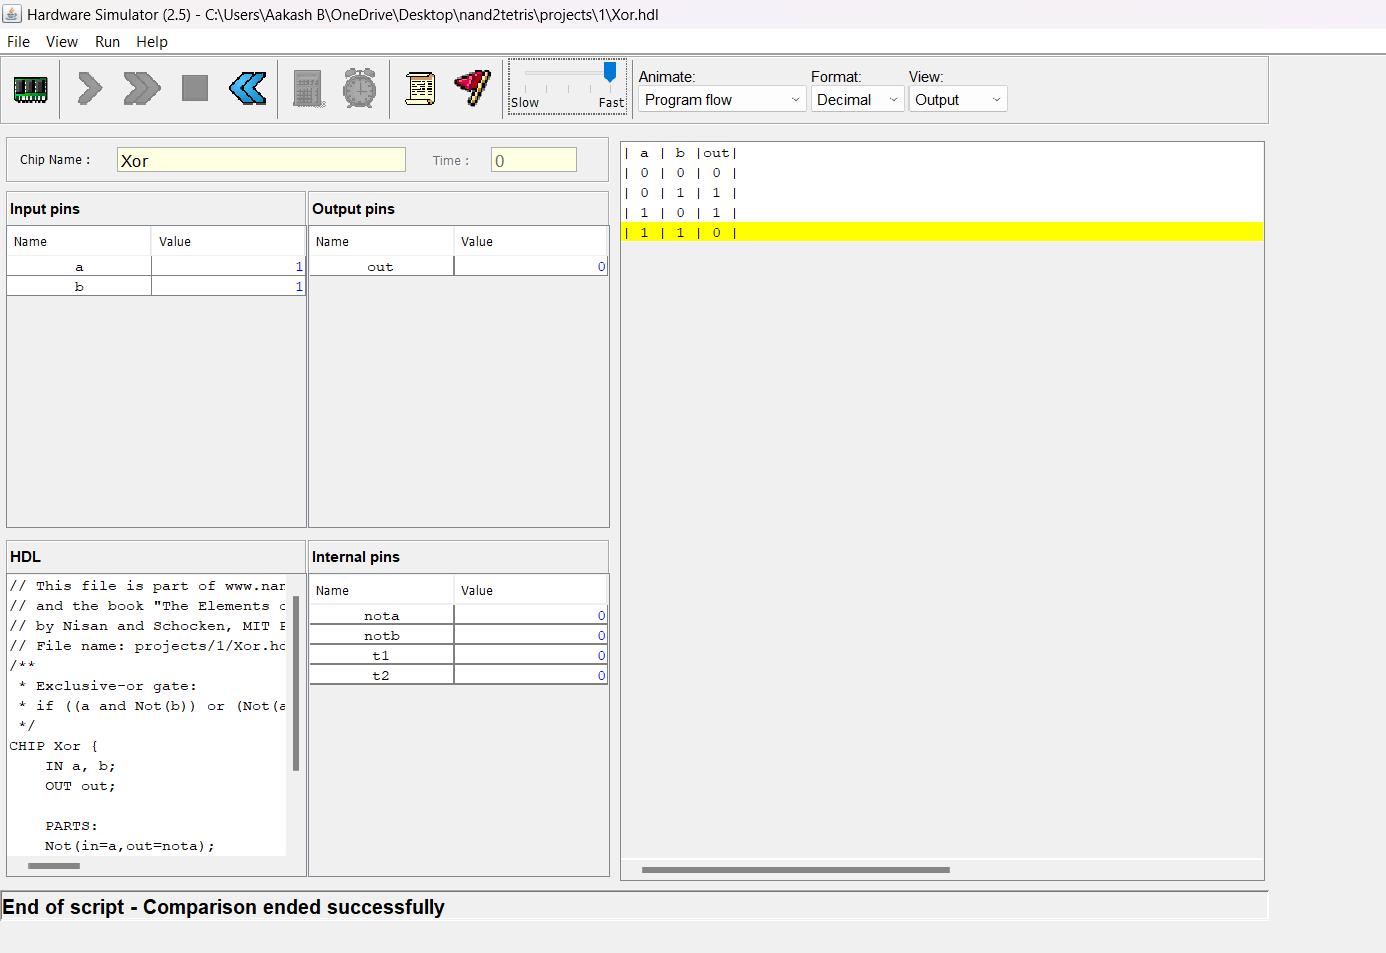 Hardware Simulator (2.5) - C:\Users\Aakash B\OneDrive\Desktop\nand2tetris\projects\1\Xor.hdl
File View Run Help
Slow Fast
Animate: Format: View:
Program flow Decimal Output
Chip Name : Xor Time : 0
Input pins
Name Value
a 1
b 1
Output pins
Name Value
out 0
| a | b |out|
| 0 | 0 | 0 |
| 0 | 1 | 1 |
| 1 | 0 | 1 |
| 1 | 1 | 0 |
HDL
// This file is part of www.nan
// and the book "The Elements o
// by Nisan and Schocken, MIT P
// File name: projects/1/Xor.hd
/**
* Exclusive-or gate:
* if ((a and Not(b)) or (Not(a
*/
CHIP Xor {
IN a, b;
OUT out;
PARTS:
Not(in=a,out=nota);
Internal pins
Name Value
nota 0
notb 0
t1 0
t2 0
End of script - Comparison ended successfully